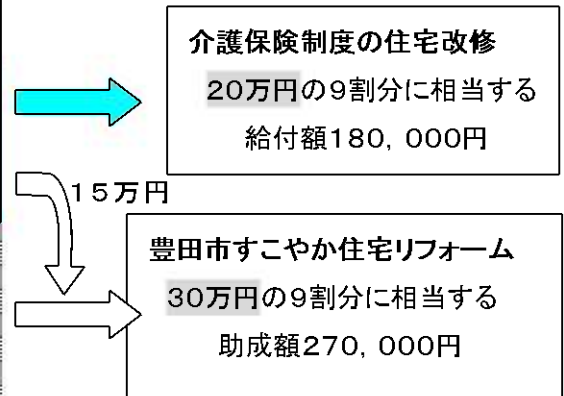 介護保険制度の住宅改修
20万円の9割分に相当する
給付額180,000円
15万円
豊田市すこやか住宅リフォーム
30万円の9割分に相当する
助成額270,000円